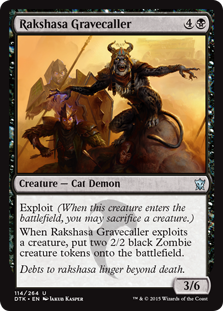 Rakshasa Gravecaller 4
Creature — Cat Demon
Exploit (When this creature enters the
battlefield, you may sacrifice a creature.)
When Rakshasa Gravecaller exploits
a creature, put two 2/2 black Zombie
creature tokens onto the battlefield.
Debts to rakshasa linger beyond death.
3/6
114/264 U
DTK • EN JAKUB KASPER
™ & © 2015 Wizards of the Coast